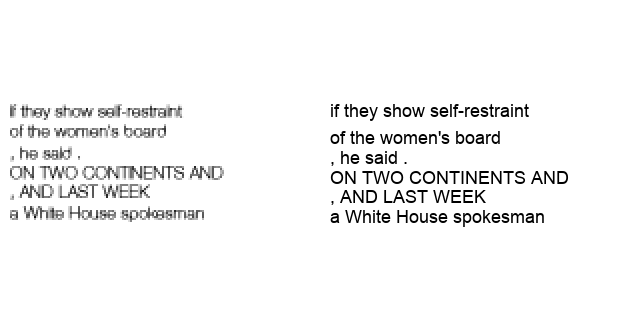 if they show self-restraint
of the women's board
, he said .
ON TWO CONTINENTS AND
, AND LAST WEEK
a White House spokesman
if they show self-restraint
of the women's board
, he said .
ON TWO CONTINENTS AND
, AND LAST WEEK
a White House spokesman